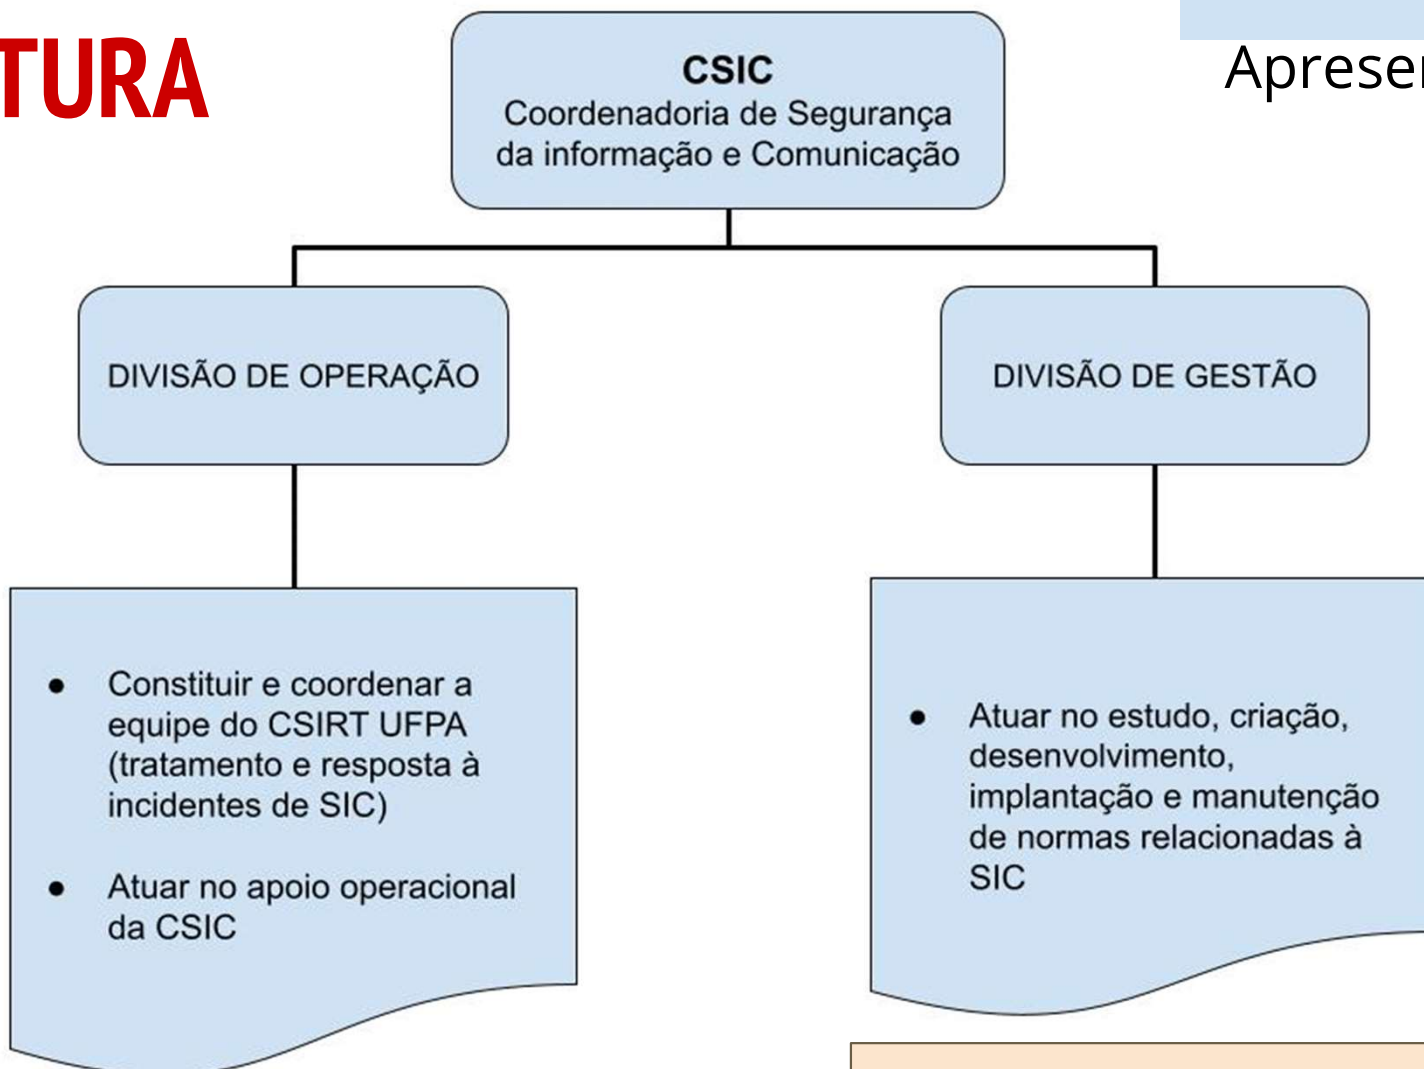 TURA
Apreser
CSIC
Coordenadoria de Segurança
da informação e Comunicação
DIVISÃO DE OPERAÇÃO
DIVISÃO DE GESTÃO
● Constituir e coordenar a
equipe do CSIRT UFPA
(tratamento e resposta à
incidentes de SIC)
● Atuar no apoio operacional
da CSIC
● Atuar no estudo, criação,
desenvolvimento,
implantação e manutenção
de normas relacionadas à
SIC